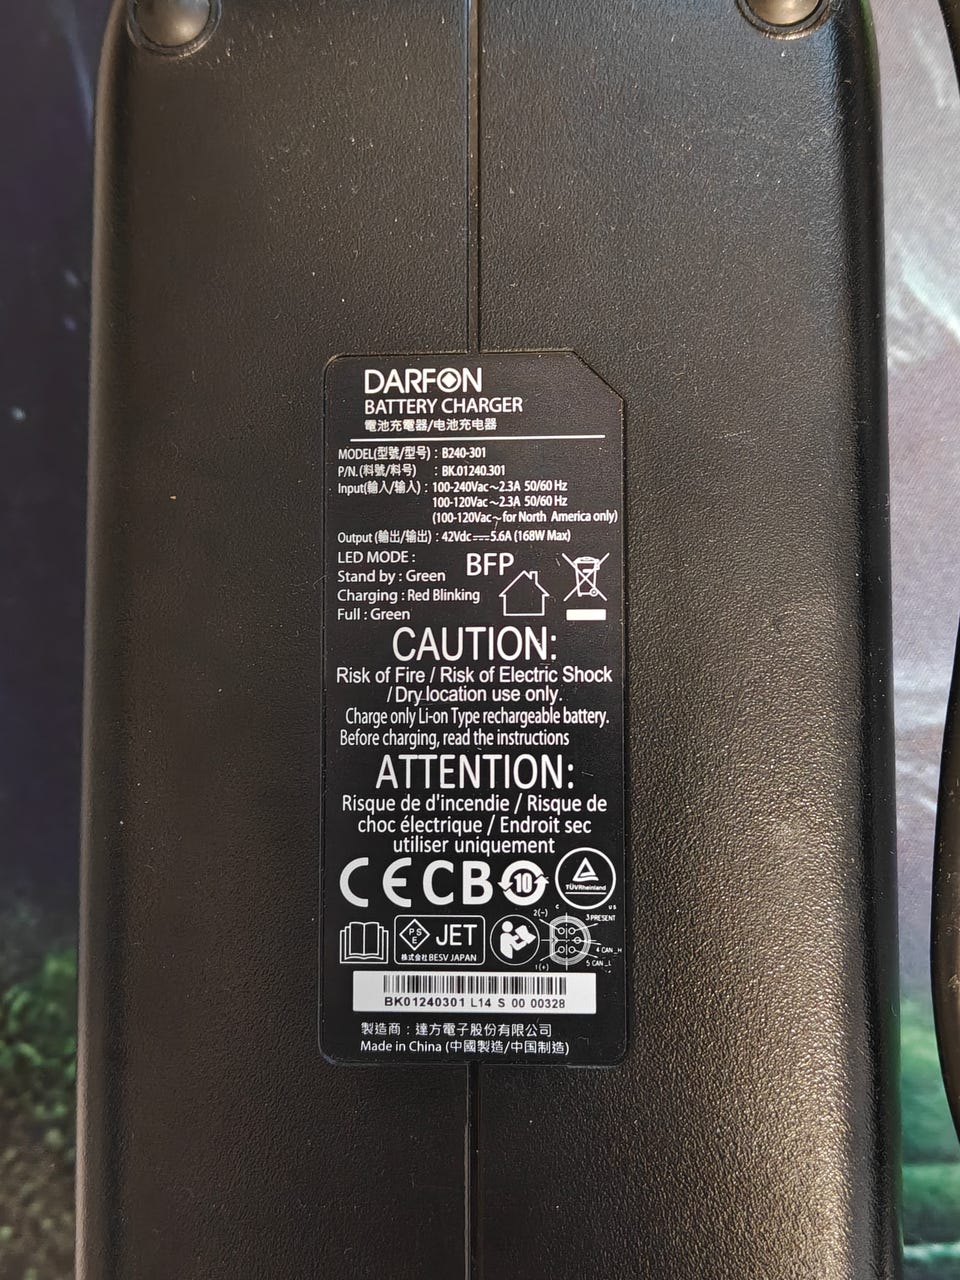 DARFON
BATTERY CHARGER
電池充電器/电池充电器
MODEL(型號/型号) : B240-301
P/N.(料號/料号) : BK.01240.301
Input(輸入/输入) : 100-240Vac～2.3A 50/60 Hz
100-120Vac～2.3A 50/60 Hz
(100-120Vac～for North America only)
Output (輸出/输出) : 42Vdc⎓5.6A (168W Max)
LED MODE :
Stand by : Green
Charging : Red Blinking
Full : Green
BFP
CAUTION:
Risk of Fire / Risk of Electric Shock
/ Dry location use only.
Charge only Li-on Type rechargeable battery.
Before charging, read the instructions
ATTENTION:
Risque de d'incendie / Risque de
choc électrique / Endroit sec
utiliser uniquement
CE CB 10
TÜVRheinland
C US
PS
E
JET
株式会社BESV JAPAN
2(-)
3 PRESENT
4 CAN_H
5 CAN_L
1(+)
BK01240301 L14 S 00 00328
製造商 : 達方電子股份有限公司
Made in China (中國製造/中国制造)